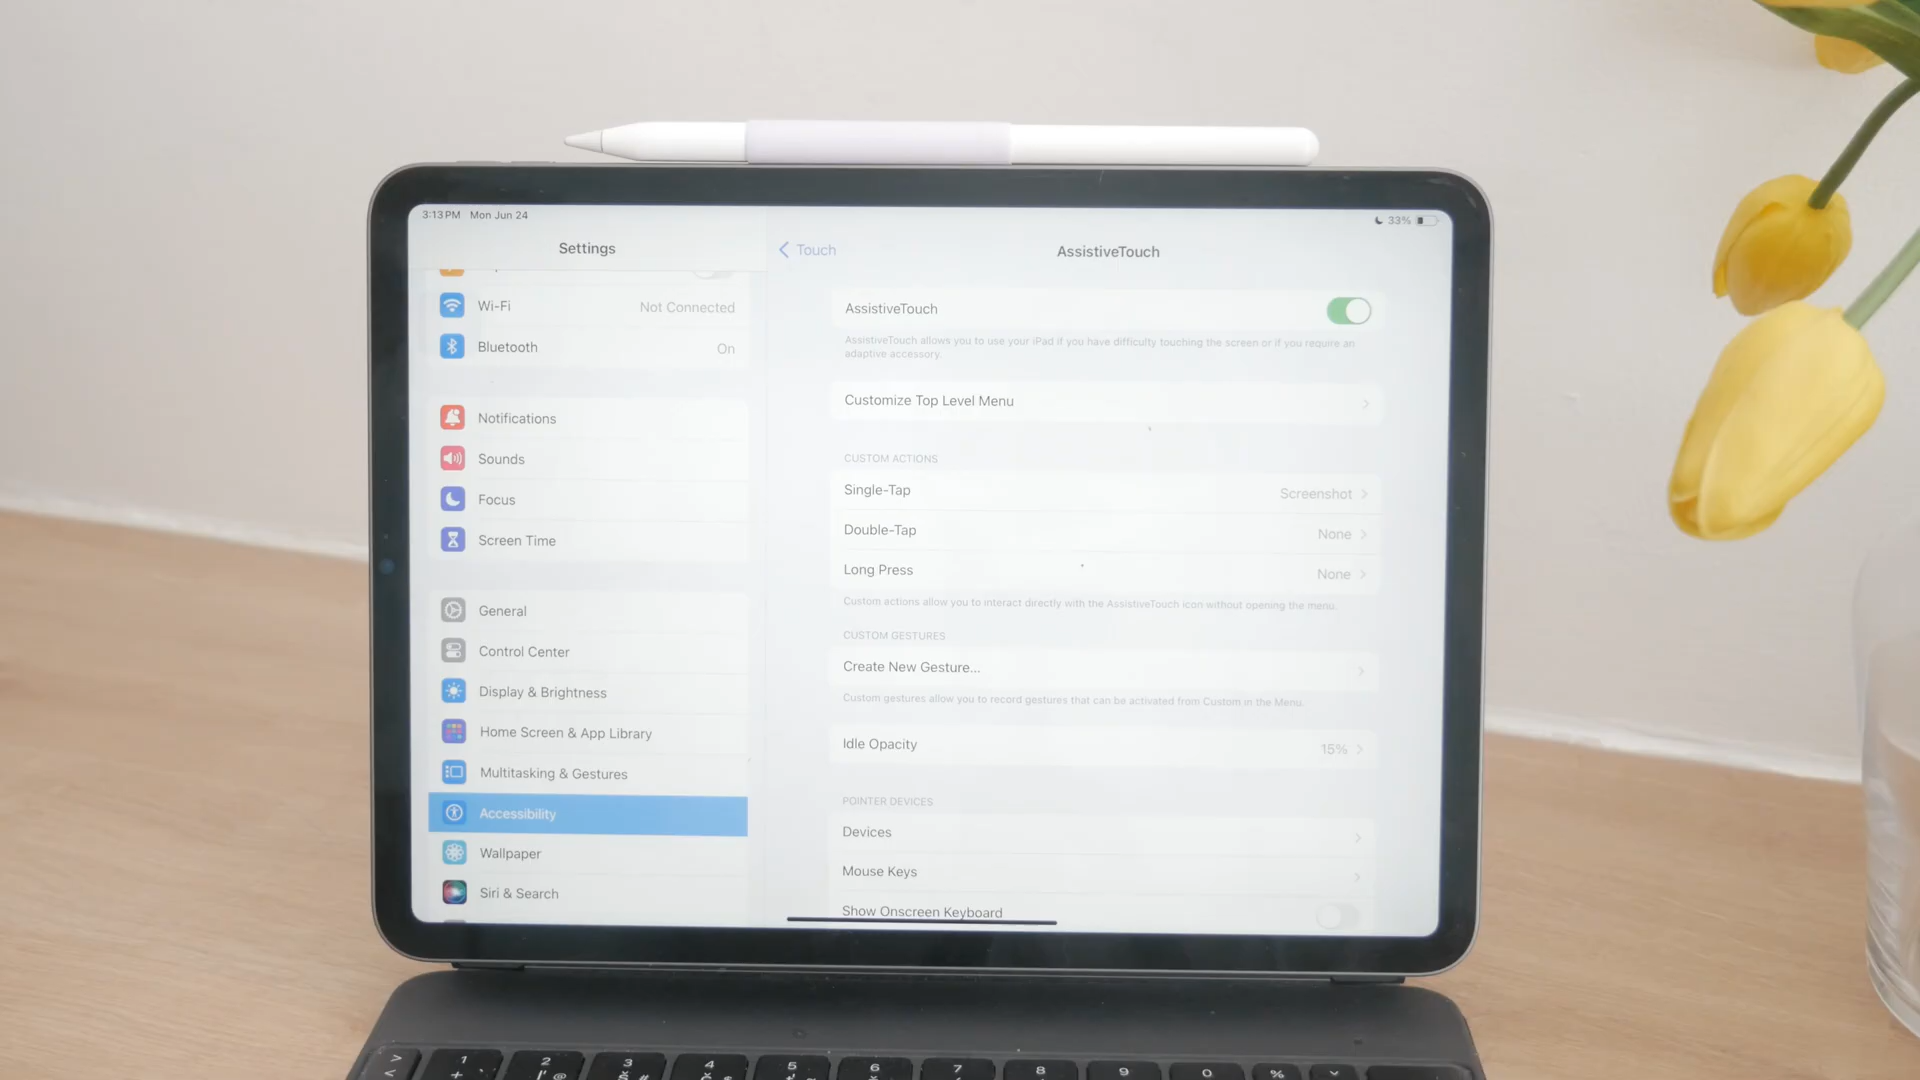 3:13 PM Mon Jun 24
33%
Settings
Wi-Fi Not Connected
Bluetooth On
Notifications
Sounds
Focus
Screen Time
General
Control Center
Display & Brightness
Home Screen & App Library
Multitasking & Gestures
Accessibility
Wallpaper
Siri & Search
Touch
AssistiveTouch
AssistiveTouch
AssistiveTouch allows you to use your iPad if you have difficulty touching the screen or if you require an
adaptive accessory.
Customize Top Level Menu
CUSTOM ACTIONS
Single-Tap Screenshot
Double-Tap None
Long Press None
Custom actions allow you to interact directly with the AssistiveTouch icon without opening the menu.
CUSTOM GESTURES
Create New Gesture...
Custom gestures allow you to record gestures that can be activated from Custom in the Menu.
Idle Opacity 15%
POINTER DEVICES
Devices
Mouse Keys
Show Onscreen Keyboard
> 1 2 3 4 5 6 7 8 9 0 %
< + @